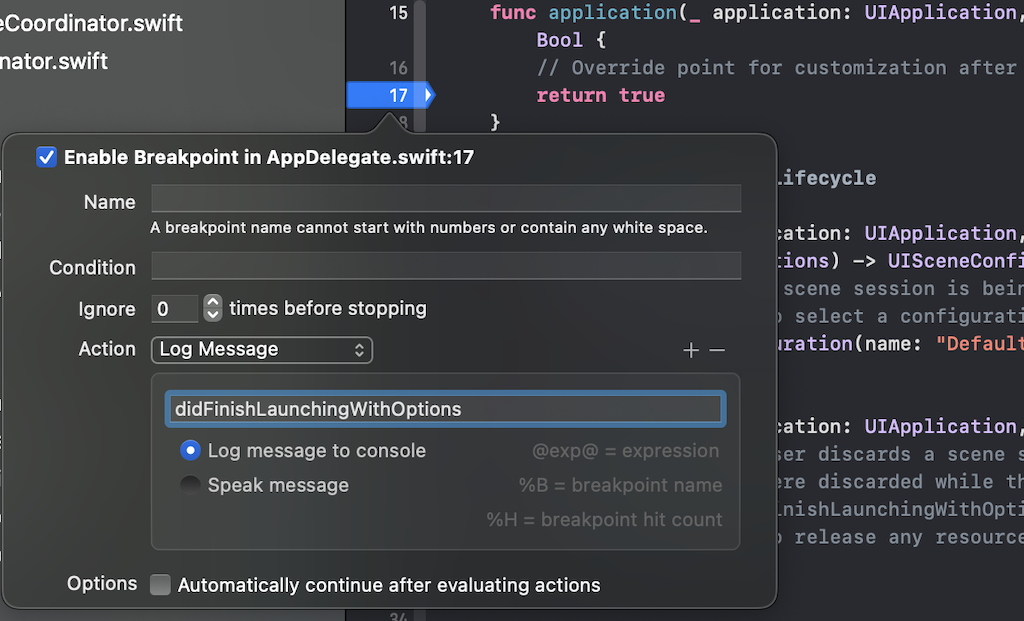 eCoordinator.swift
nator.swift
15 func application(_ application: UIApplication,
Bool {
16 // Override point for customization after
17 return true
}
Enable Breakpoint in AppDelegate.swift:17
Name
A breakpoint name cannot start with numbers or contain any white space.
Condition
Ignore 0 times before stopping
Action Log Message
didFinishLaunchingWithOptions
Log message to console @exp@ = expression
Speak message %B = breakpoint name
%H = breakpoint hit count
Options Automatically continue after evaluating actions
Lifecycle
cation: UIApplication,
tions) -> UISceneConfi
scene session is bein
o select a configurati
uration(name: "Default
cation: UIApplication,
ser discards a scene s
ere discarded while th
inishLaunchingWithOpti
o release any resource
34